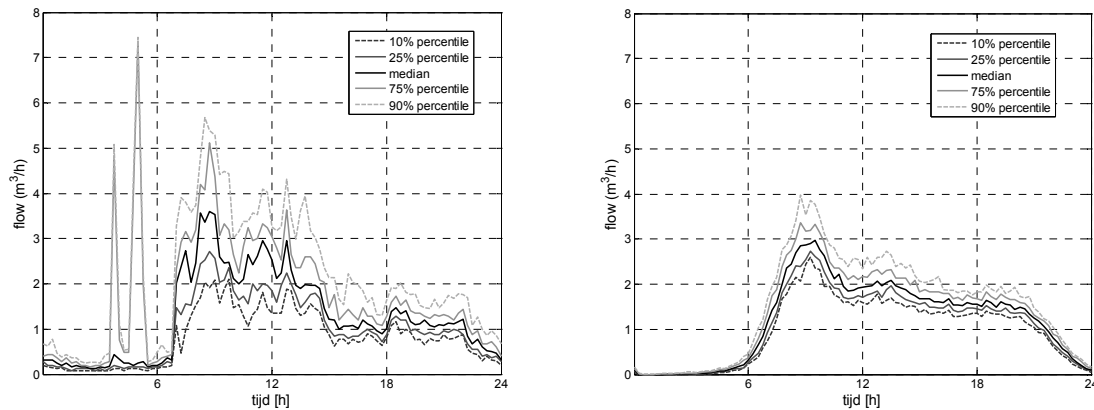 8
7
6
5
4
3
2
1
0
flow (m³/h)
6
12
18
24
tijd [h]
10% percentile
25% percentile
median
75% percentile
90% percentile
8
7
6
5
4
3
2
1
0
flow (m³/h)
6
12
18
24
tijd [h]
10% percentile
25% percentile
median
75% percentile
90% percentile